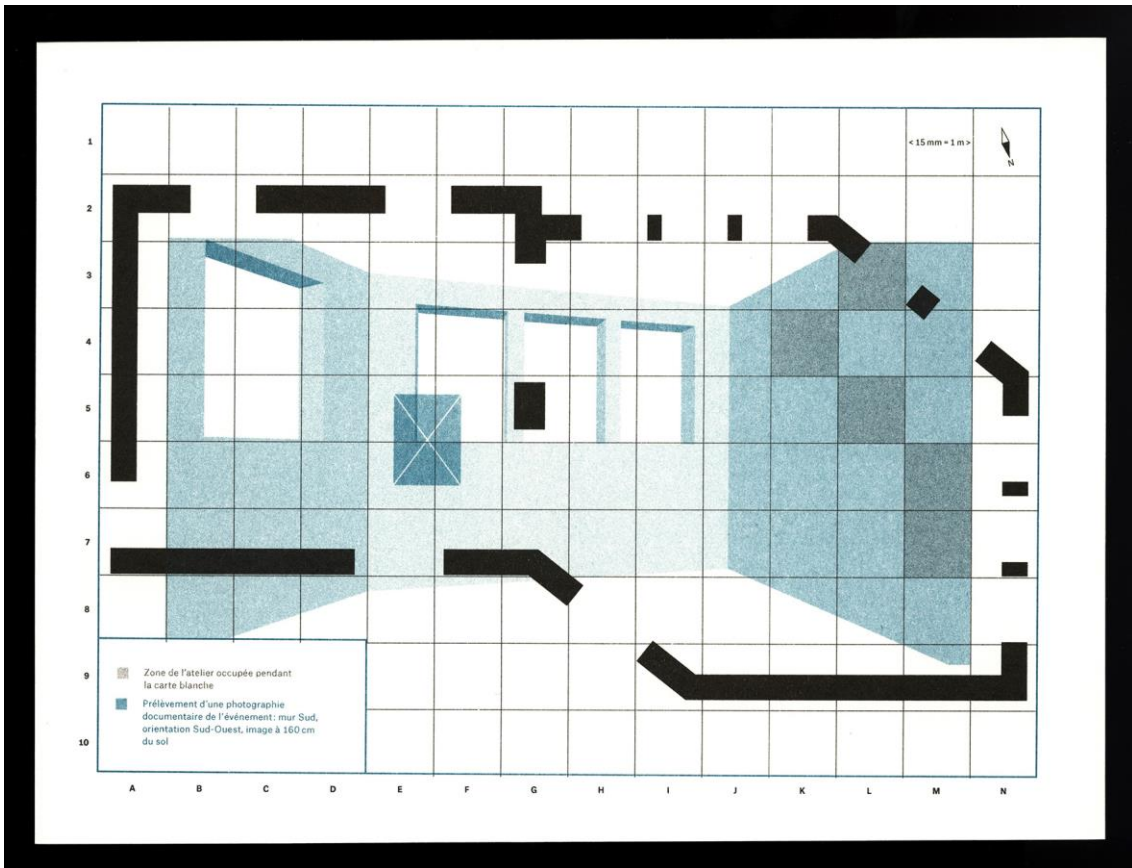 1
< 15 mm = 1 m >
N
2
3
4
5
6
7
8
9
10
Zone de l'atelier occupée pendant
la carte blanche
Prélèvement d'une photographie
documentaire de l'événement : mur Sud,
orientation Sud-Ouest, image à 160 cm
du sol
A B C D E F G H I J K L M N